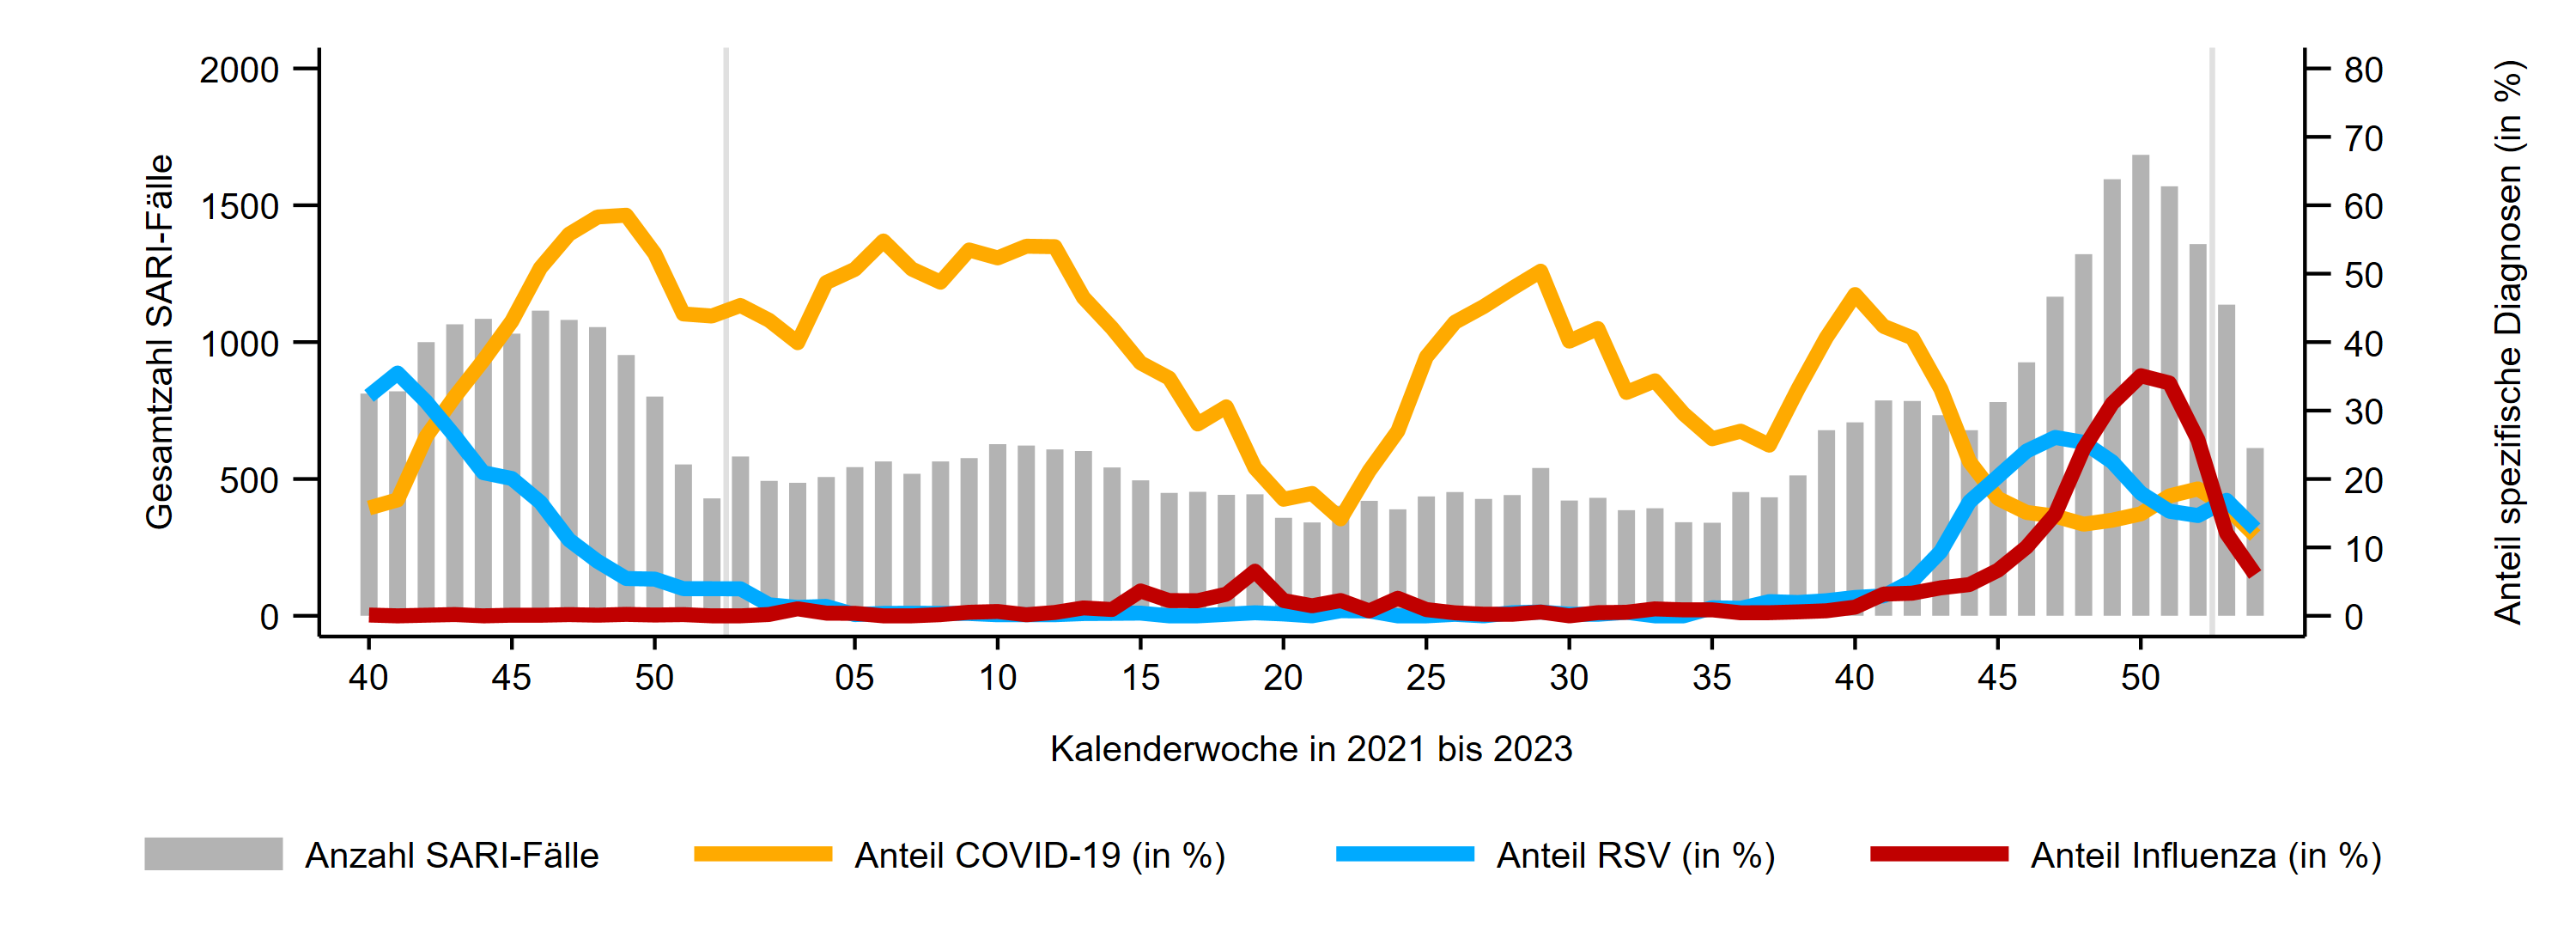 Gesamtzahl SARI-Fälle
2000
1500
1000
500
0
80
70
60
50
40
30
20
10
0
Anteil spezifische Diagnosen (in %)
40 45 50 05 10 15 20 25 30 35 40 45 50
Kalenderwoche in 2021 bis 2023
Anzahl SARI-Fälle Anteil COVID-19 (in %) Anteil RSV (in %) Anteil Influenza (in %)